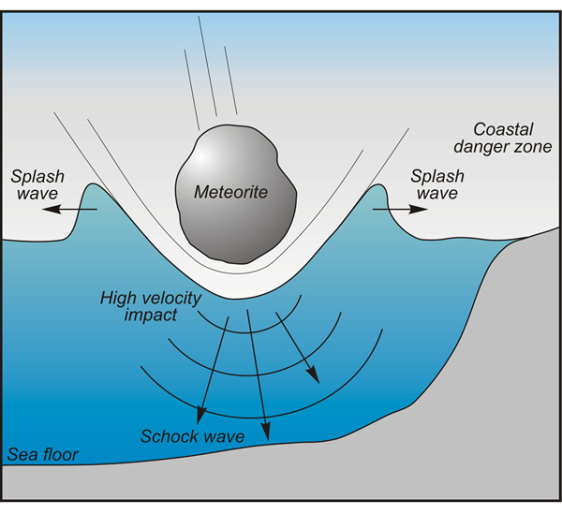 Coastal
danger zone
Splash
wave
Meteorite
Splash
wave
High velocity
impact
Schock wave
Sea floor